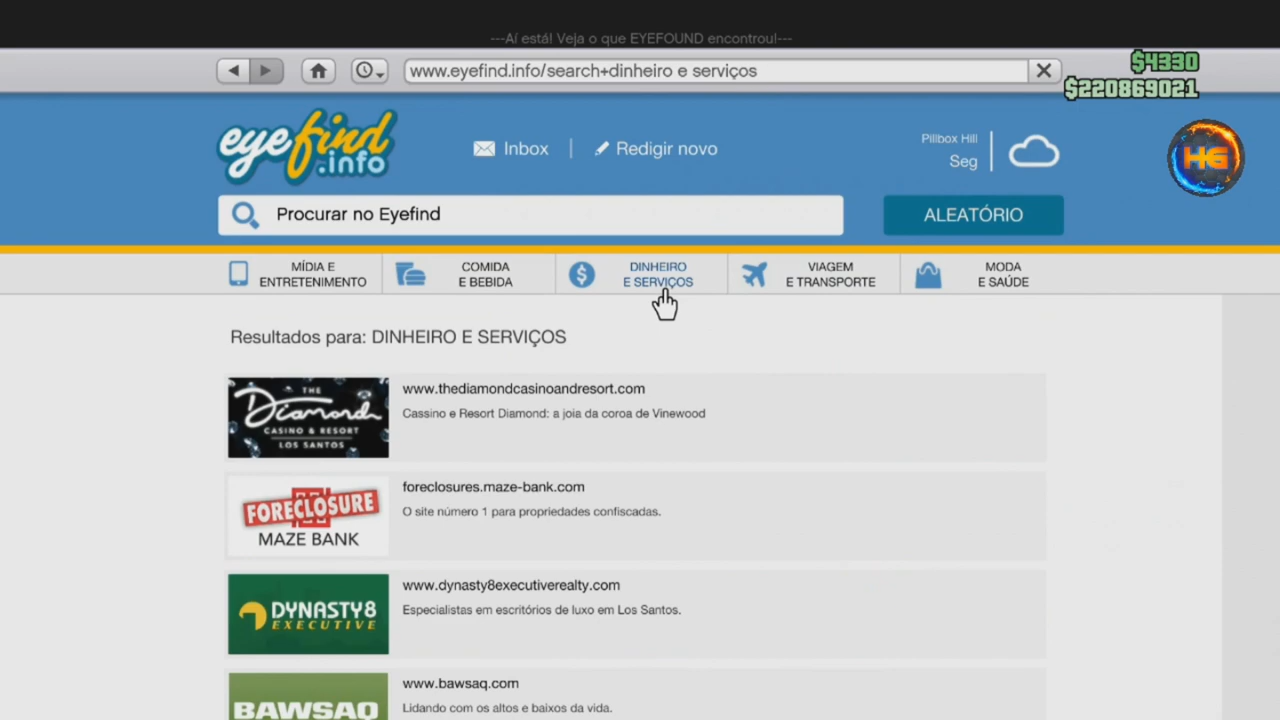 ---Aí está! Veja o que EYEFOUND encontrou!---
www.eyefind.info/search+dinheiro e serviços
$4330
$220869021
eyefind
.info
Inbox
Redigir novo
Pillbox Hill
Seg
HG
Procurar no Eyefind
ALEATÓRIO
MÍDIA E
ENTRETENIMENTO
COMIDA
E BEBIDA
DINHEIRO
E SERVIÇOS
VIAGEM
E TRANSPORTE
MODA
E SAÚDE
Resultados para: DINHEIRO E SERVIÇOS
THE
Diamond
CASINO & RESORT
LOS SANTOS
www.thediamondcasinoandresort.com
Cassino e Resort Diamond: a joia da coroa de Vinewood
FORECLOSURE
MAZE BANK
foreclosures.maze-bank.com
O site número 1 para propriedades confiscadas.
DYNASTY8
EXECUTIVE
www.dynasty8executiverealty.com
Especialistas em escritórios de luxo em Los Santos.
BAWSAQ
www.bawsaq.com
Lidando com os altos e baixos da vida.